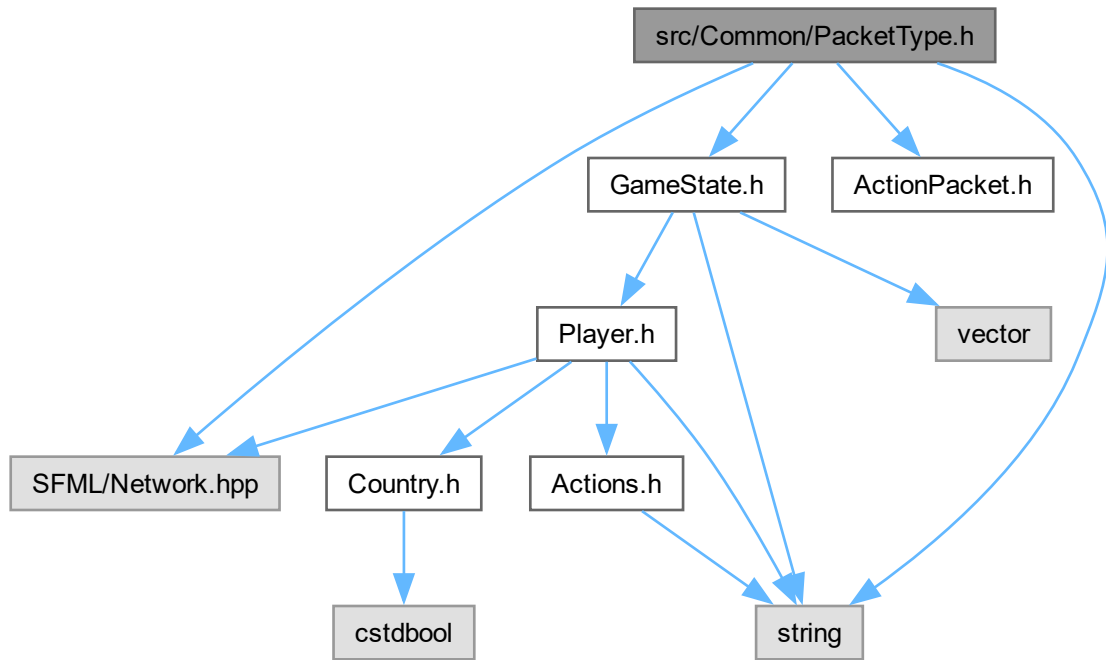 src/Common/PacketType.h
GameState.h
ActionPacket.h
Player.h
vector
SFML/Network.hpp
Country.h
Actions.h
cstdbool
string